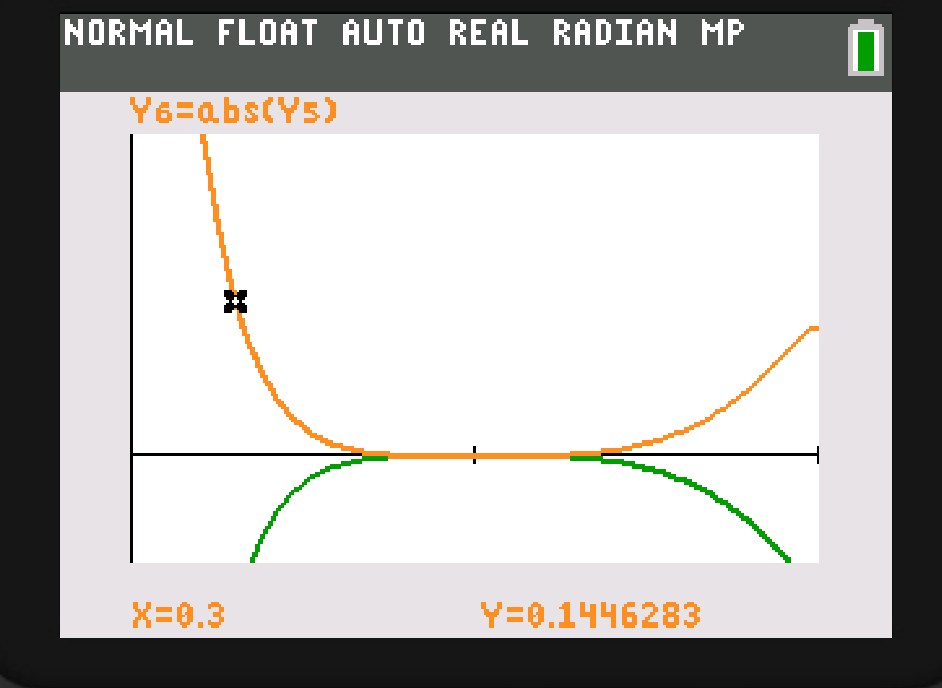 NORMAL FLOAT AUTO REAL RADIAN MP
Y6=abs(Y5)
X=0.3 Y=0.1446283